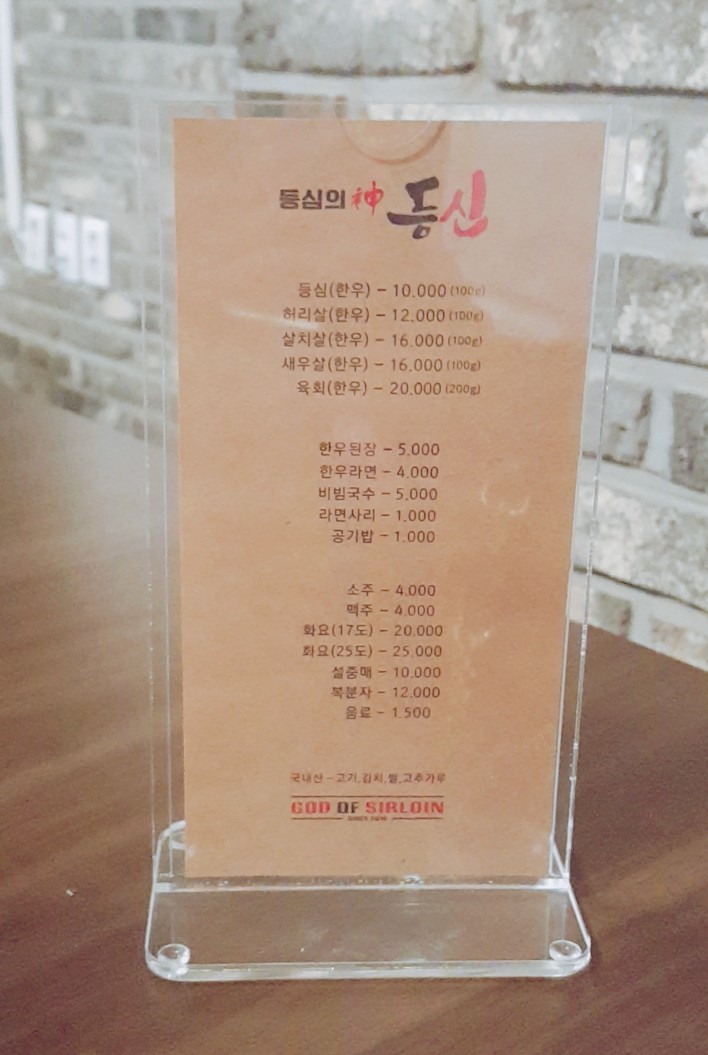 등심의 神 등신
등심(한우) - 10.000 (100g)
허리살(한우) - 12.000 (100g)
살치살(한우) - 16.000 (100g)
새우살(한우) - 16.000 (100g)
육회(한우) - 20.000 (200g)
한우된장 - 5.000
한우라면 - 4.000
비빔국수 - 5.000
라면사리 - 1.000
공기밥 - 1.000
소주 - 4.000
맥주 - 4.000
화요(17도) - 20.000
화요(25도) - 25.000
설중매 - 10.000
복분자 - 12.000
음료 - 1.500
국내산 - 고기,김치,쌀,고추가루
GOD OF SIRLOIN